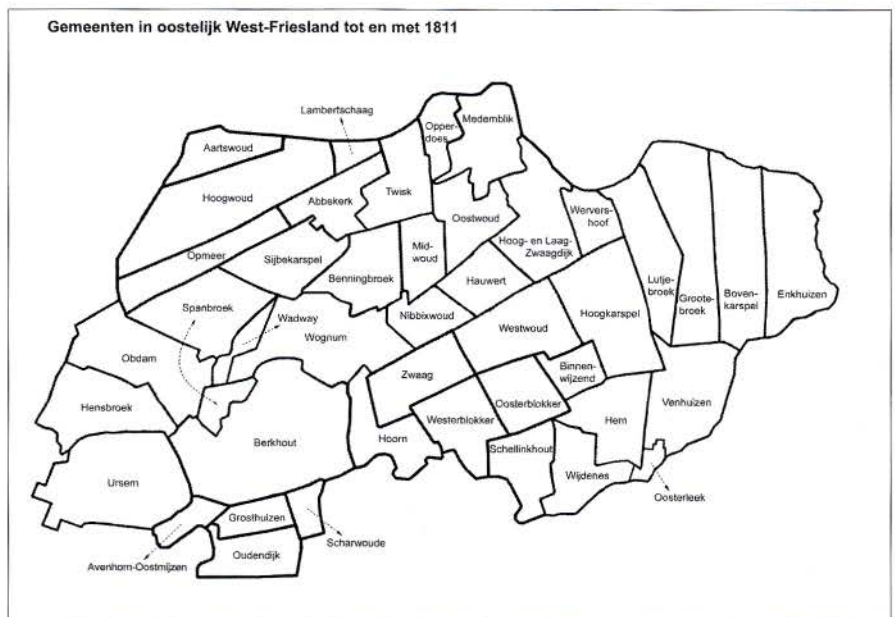 Gemeenten in oostelijk West-Friesland tot en met 1811
Lambertschaag
Opper-
does
Medemblik
Aartswoud
Hoogwoud
Abbekerk
Twisk
Oostwoud
Wervers-
hoof
Opmeer
Sijbekarspel
Mid-
woud
Hoog- en Laag-
Zwaagdijk
Benningbroek
Hauwert
Lutje-
broek
Groote-
broek
Boven-
karspel
Enkhuizen
Spanbroek
Wadway
Wognum
Nibbixwoud
Westwoud
Hoogkarspel
Obdam
Zwaag
Binnen-
wijzend
Hensbroek
Oosterblokker
Venhuizen
Westerblokker
Hem
Berkhout
Hoorn
Schellinkhout
Ursem
Wijdenes
Oosterleek
Grosthuizen
Scharwoude
Oudendijk
Avenhorn-Oostmijzen